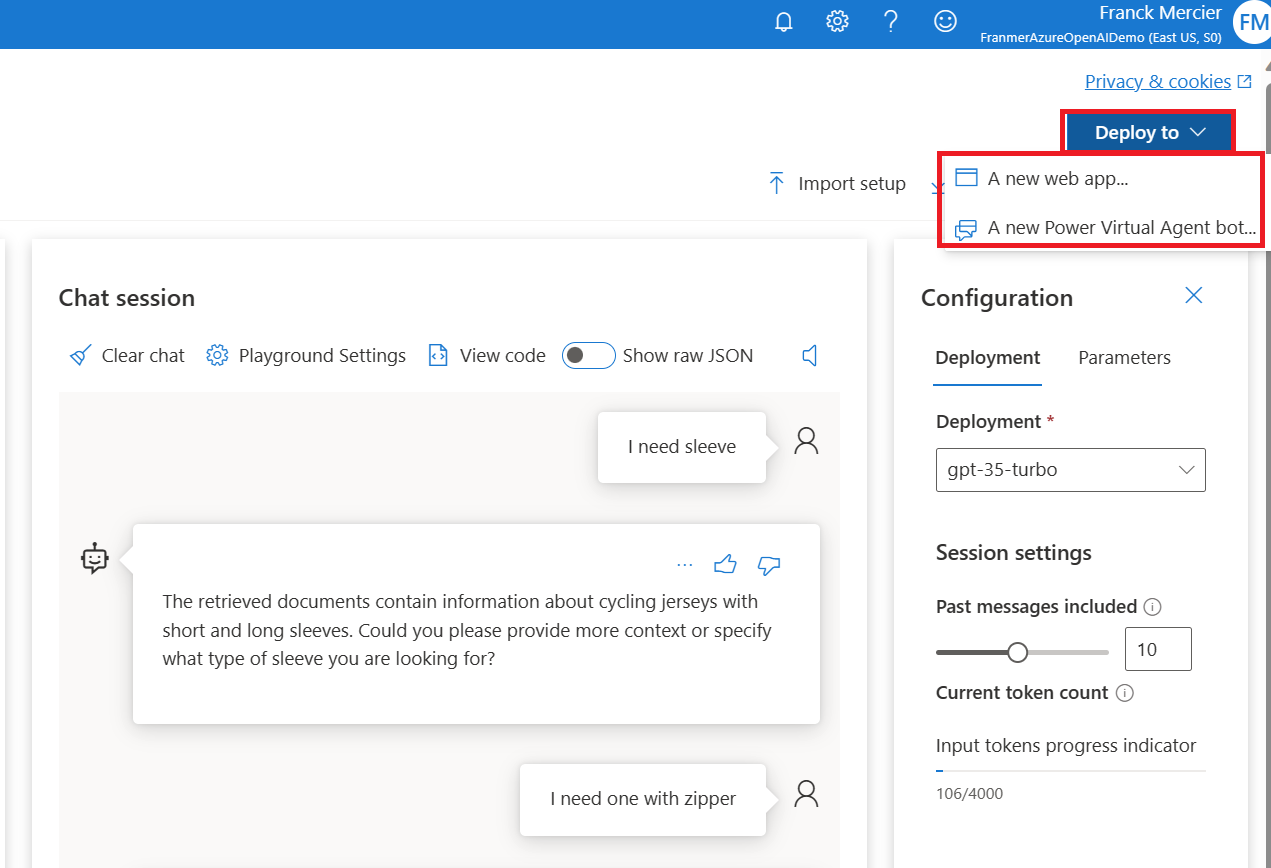 Franck Mercier
FranmerAzureOpenAIDemo (East US, S0)
FM
Privacy & cookies
Deploy to
Import setup
A new web app...
A new Power Virtual Agent bot...
Chat session
Clear chat
Playground Settings
View code
Show raw JSON
I need sleeve
The retrieved documents contain information about cycling jerseys with
short and long sleeves. Could you please provide more context or specify
what type of sleeve you are looking for?
I need one with zipper
Configuration
Deployment
Parameters
Deployment *
gpt-35-turbo
Session settings
Past messages included
10
Current token count
Input tokens progress indicator
106/4000